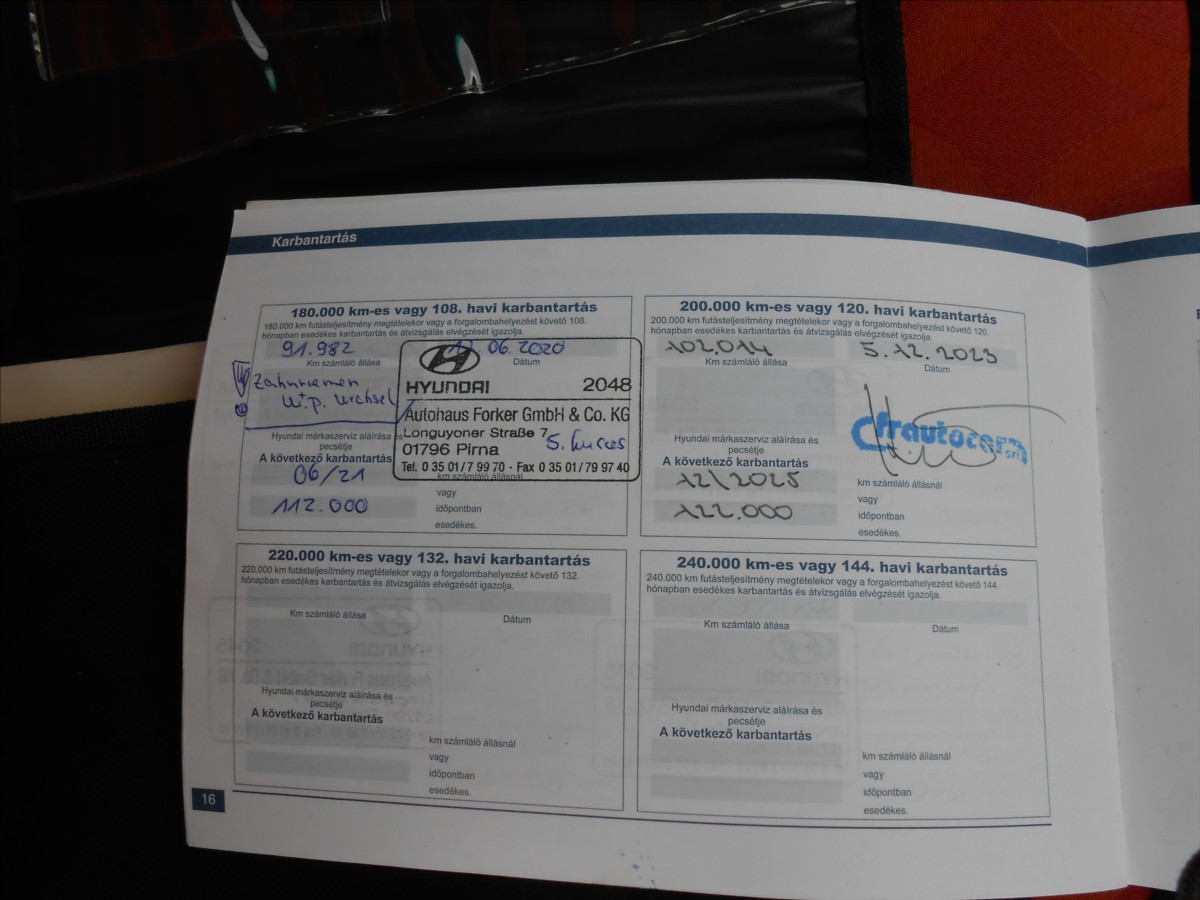 Karbantartás
180.000 km-es vagy 108. havi karbantartás
180.000 km futásteljesítmény megtételekor vagy a forgalombahelyezést követő 108.
hónapban esedékes karbantartás és átvizsgálás elvégzését igazolja.
91.982
06.2020
Km számláló állása
Dátum
Zahnriemen
W+p. Wechsel
HYUNDAI 2048
Autohaus Forker GmbH & Co. KG
Longuyoner Straße 7
01796 Pirna
Tel. 0 35 01/7 99 70 · Fax 0 35 01/79 97 40
Hyundai márkaszerviz aláírása és
pecsétje
A következő karbantartás
06/21
km számláló állásnál
vagy
112.000
időpontban
esedékes.
200.000 km-es vagy 120. havi karbantartás
200.000 km futásteljesítmény megtételekor vagy a forgalombahelyezést követő 120.
hónapban esedékes karbantartás és átvizsgálás elvégzését igazolja.
102.014
5.12.2023
Km számláló állása
Dátum
frautocern srl
Hyundai márkaszerviz aláírása és
pecsétje
A következő karbantartás
12/2025
km számláló állásnál
vagy
122.000
időpontban
esedékes.
220.000 km-es vagy 132. havi karbantartás
220.000 km futásteljesítmény megtételekor vagy a forgalombahelyezést követő 132.
hónapban esedékes karbantartás és átvizsgálás elvégzését igazolja.
Km számláló állása
Dátum
Hyundai márkaszerviz aláírása és
pecsétje
A következő karbantartás
km számláló állásnál
vagy
időpontban
esedékes.
240.000 km-es vagy 144. havi karbantartás
240.000 km futásteljesítmény megtételekor vagy a forgalombahelyezést követő 144.
hónapban esedékes karbantartás és átvizsgálás elvégzését igazolja.
Km számláló állása
Dátum
Hyundai márkaszerviz aláírása és
pecsétje
A következő karbantartás
km számláló állásnál
vagy
időpontban
esedékes.
16